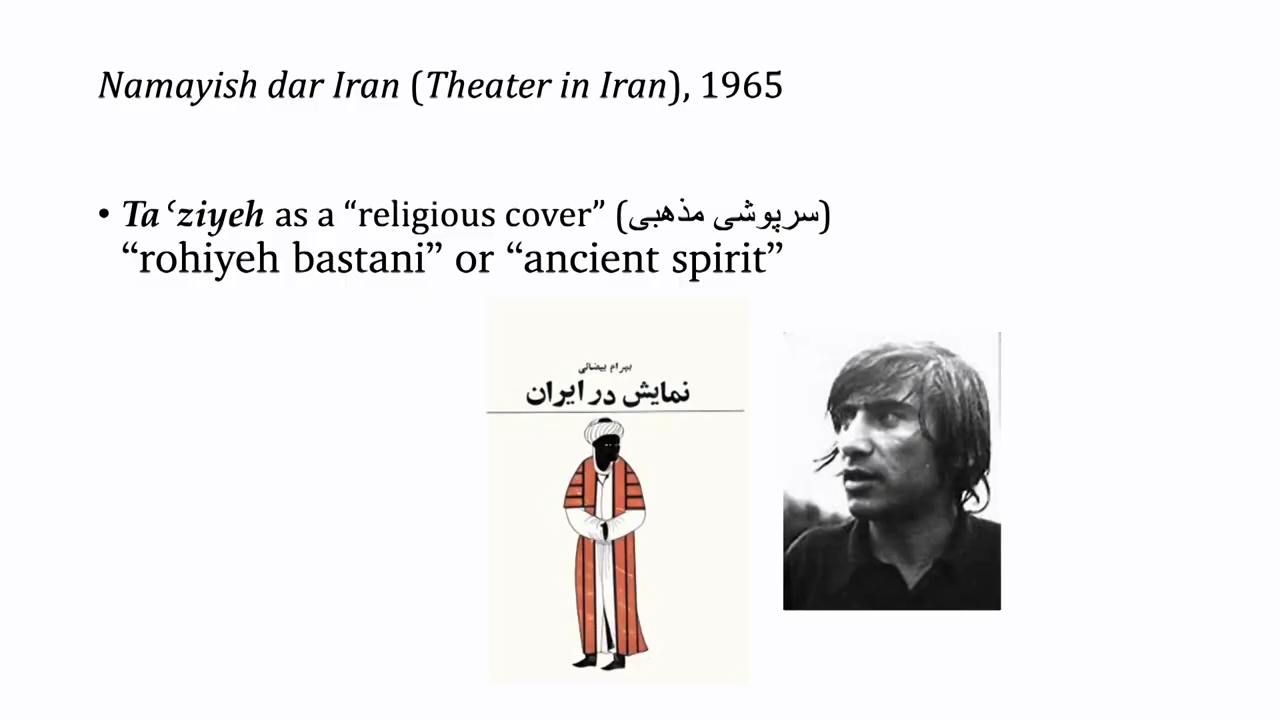 Namayish dar Iran (Theater in Iran), 1965
• Ta‘ziyeh as a “religious cover” (سرپوشی مذهبی)
“rohiyeh bastani” or “ancient spirit”
بهرام بیضائی
نمایش در ایران